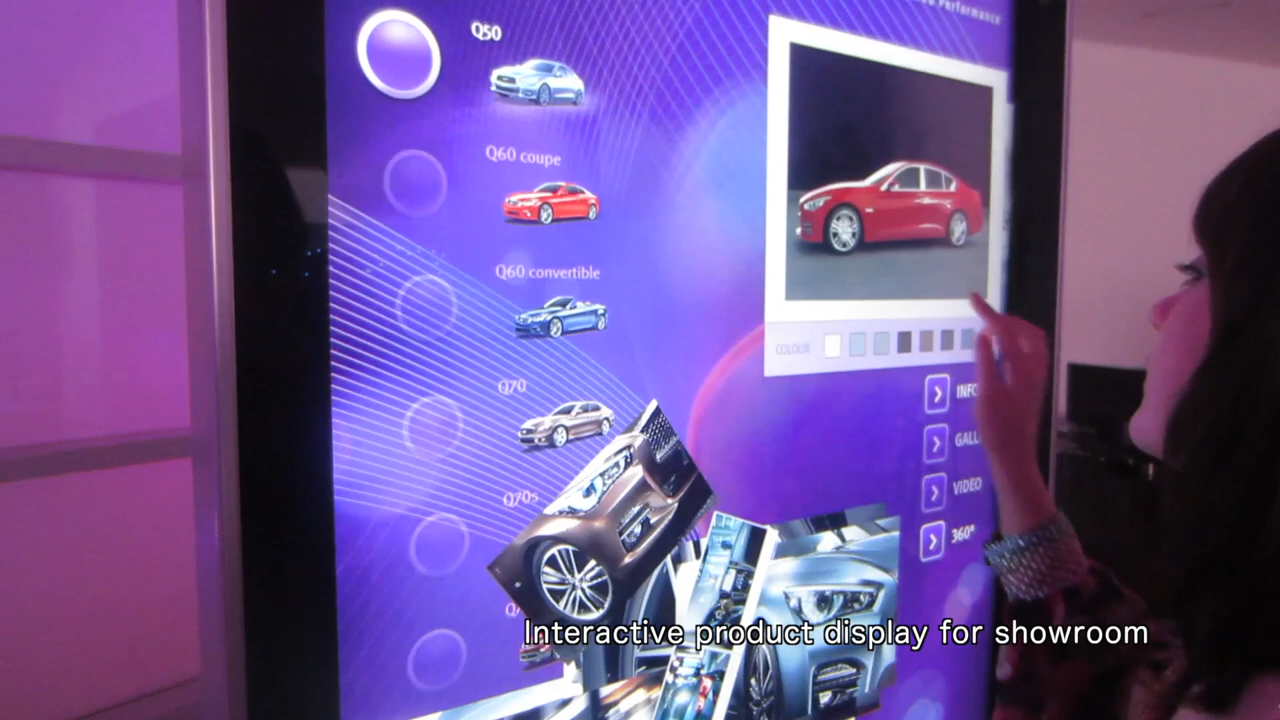 Performance
Q50
Q60 coupe
Q60 convertible
COLOUR
Q70
Q70s
VIDEO
360°
Interactive product display for showroom